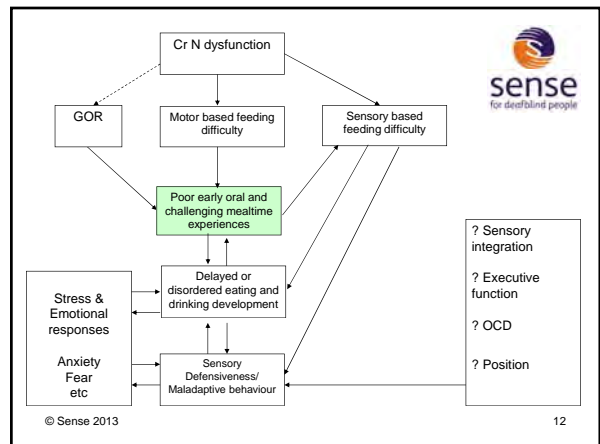 Cr N dysfunction
sense
for deafblind people
GOR
Motor based feeding
difficulty
Sensory based
feeding difficulty
Poor early oral and
challenging mealtime
experiences
Delayed or
disordered eating and
drinking development
Stress &
Emotional
responses
Anxiety
Fear
etc
Sensory
Defensiveness/
Maladaptive behaviour
? Sensory
integration
? Executive
function
? OCD
? Position
© Sense 2013
12